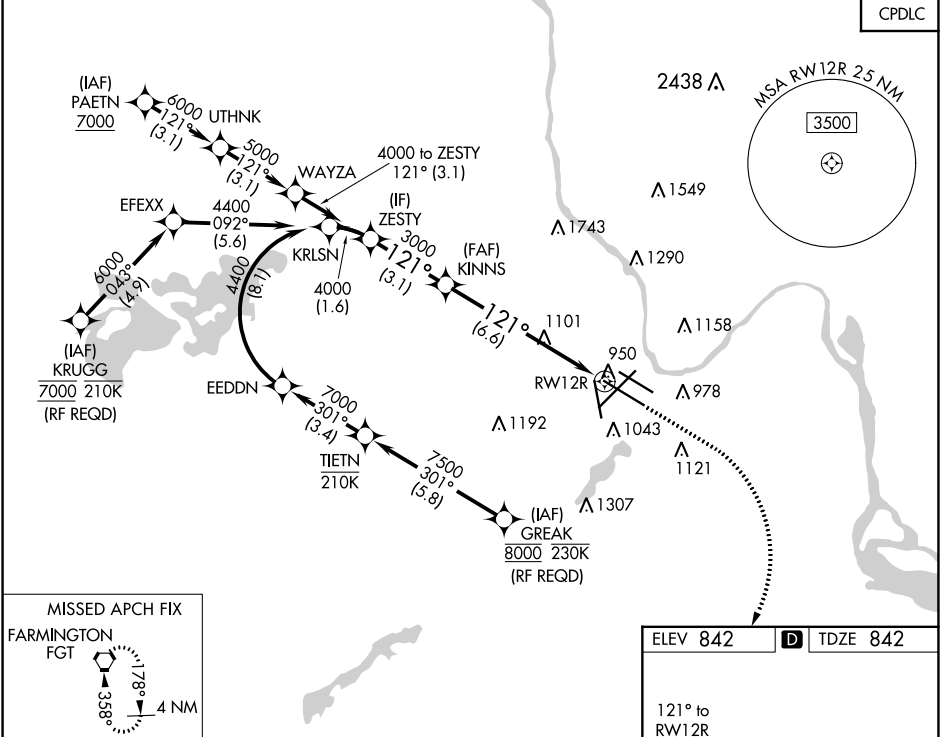 CPDLC
(IAF)
PAETN
7000
6000
121°
(3.1)
UTHNK
5000
121°
(3.1)
WAYZA
4000 to ZESTY
121° (3.1)
2438
MSA RW12R 25 NM
3500
EFEXX
4400
092°
(5.6)
KRLSN
(IF)
ZESTY
4000
(1.6)
3000
121°
(3.1)
(FAF)
KINNS
1549
1743
1290
6000
043°
(4.9)
4400
(8.1)
121°
(6.6)
1101
1158
(IAF)
KRUGG
7000 210K
(RF REQD)
EEDDN
950
RW12R
978
7000
301°
(3.4)
1192
1043
1121
TIETN
210K
7500
301°
(5.8)
1307
(IAF)
GREAK
8000 230K
(RF REQD)
MISSED APCH FIX
FARMINGTON
FGT
178°
358°
4 NM
ELEV 842 D TDZE 842
121° to
RW12R